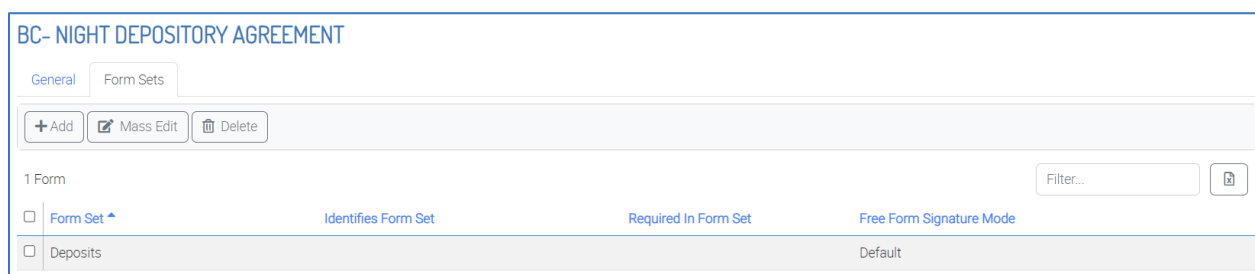 BC- NIGHT DEPOSITORY AGREEMENT
General Form Sets
+ Add Mass Edit Delete
1 Form Filter...
Form Set Identifies Form Set Required In Form Set Free Form Signature Mode
Deposits Default